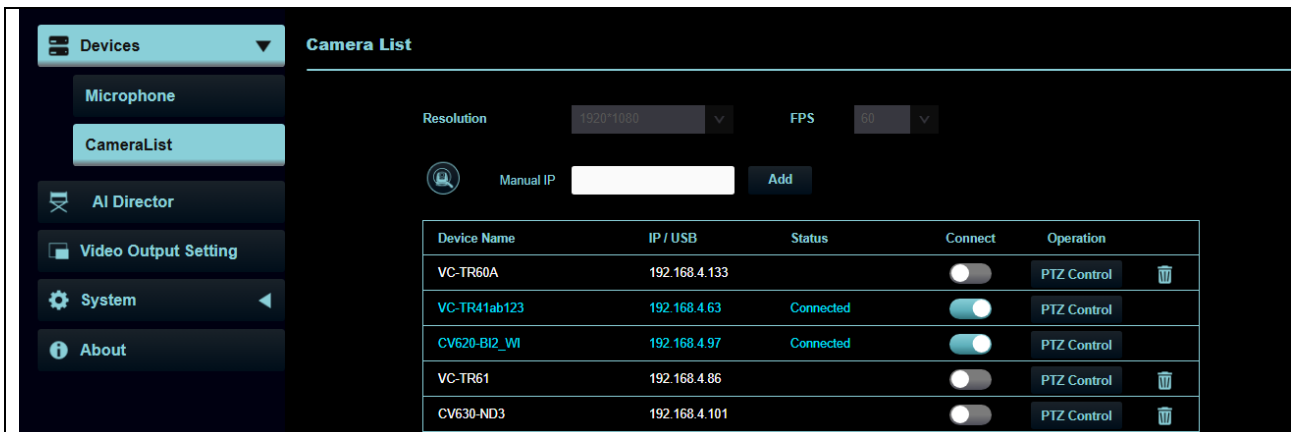 Devices
Microphone
CameraList
AI Director
Video Output Setting
System
About
Camera List
Resolution 1920*1080 FPS 60
Manual IP Add
Device Name IP / USB Status Connect Operation
VC-TR60A 192.168.4.133 PTZ Control
VC-TR41ab123 192.168.4.63 Connected PTZ Control
CV620-BI2_WI 192.168.4.97 Connected PTZ Control
VC-TR61 192.168.4.86 PTZ Control
CV630-ND3 192.168.4.101 PTZ Control